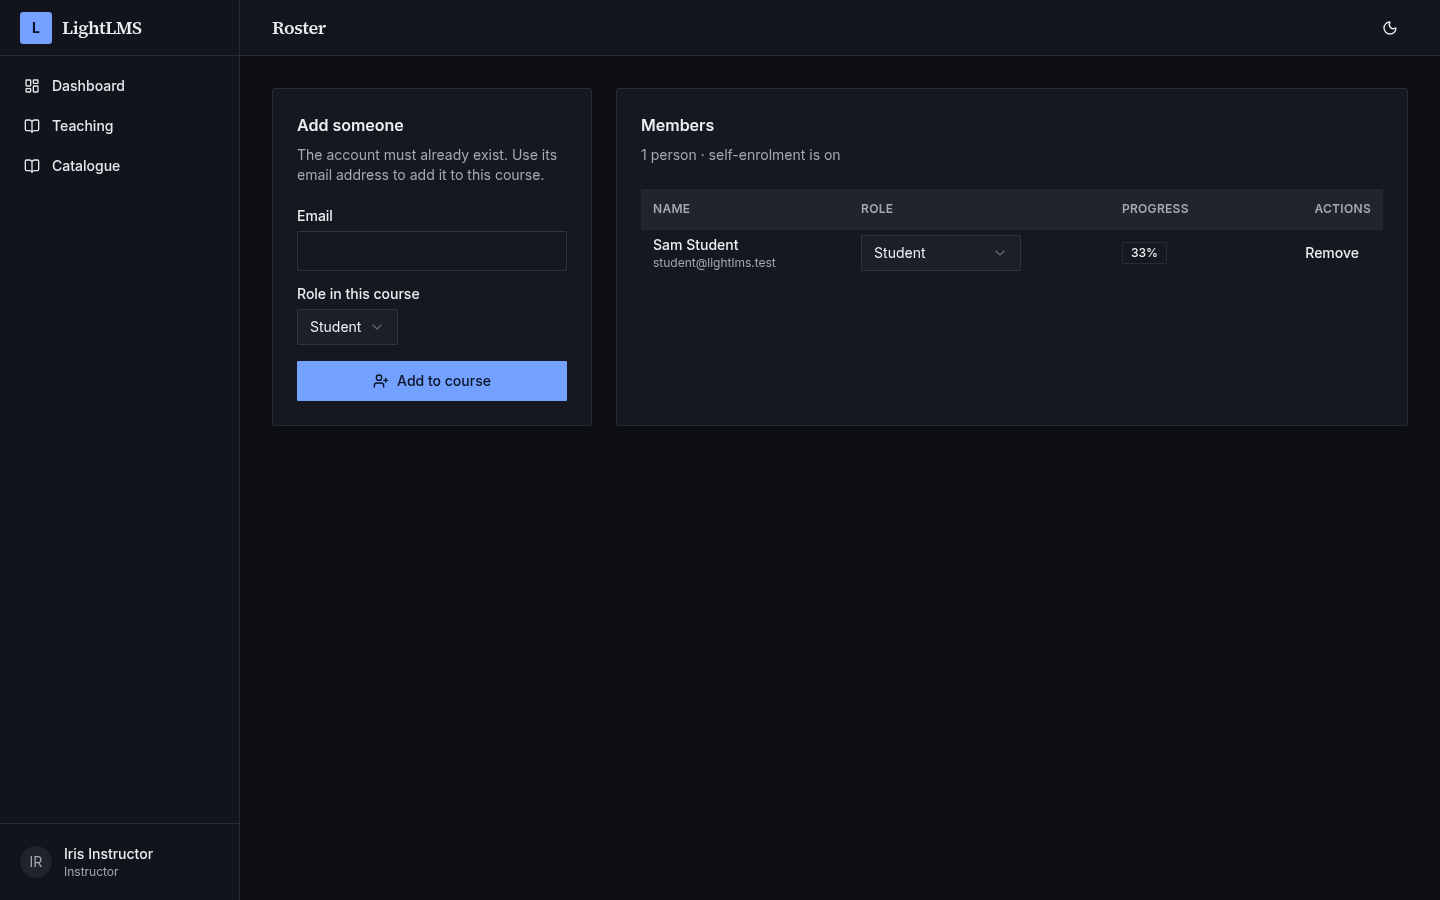 L LightLMS
Roster
Dashboard
Teaching
Catalogue
Add someone
The account must already exist. Use its
email address to add it to this course.
Email
Role in this course
Student
Add to course
Members
1 person · self-enrolment is on
NAME ROLE PROGRESS ACTIONS
Sam Student
student@lightlms.test
Student
33%
Remove
IR
Iris Instructor
Instructor